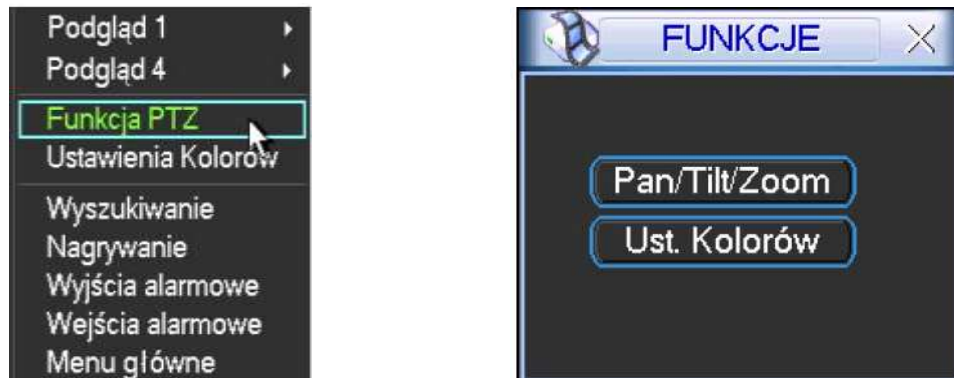 Podgląd 1
Podgląd 4
Funkcja PTZ
Ustawienia Kolorów
Wyszukiwanie
Nagrywanie
Wyjścia alarmowe
Wejścia alarmowe
Menu główne
FUNKCJE
Pan/Tilt/Zoom
Ust. Kolorów